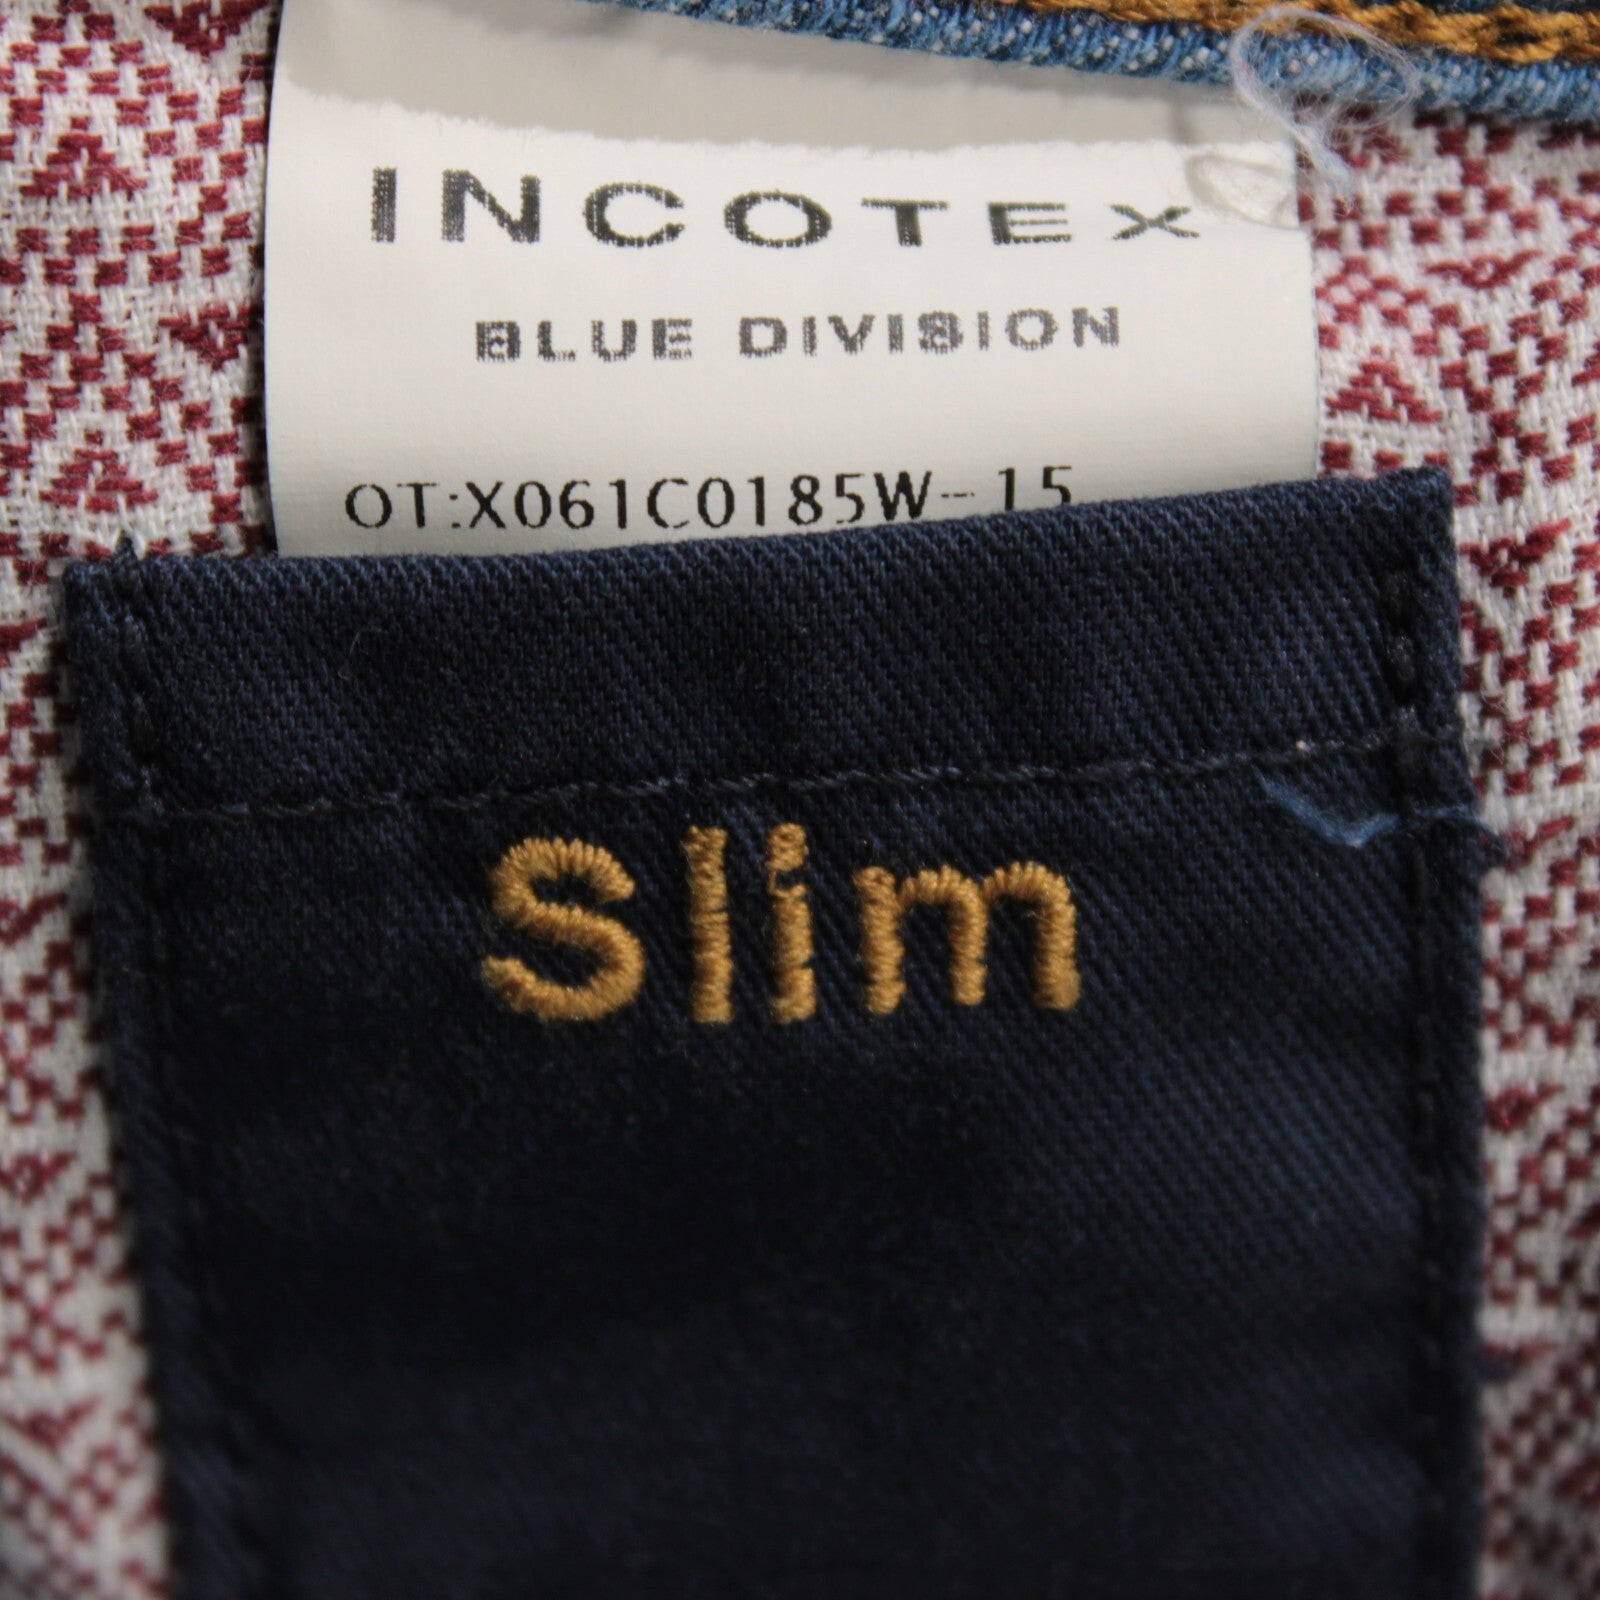 INCOTEX
BLUE DIVISION
OT:X061C0185W-15
Slim